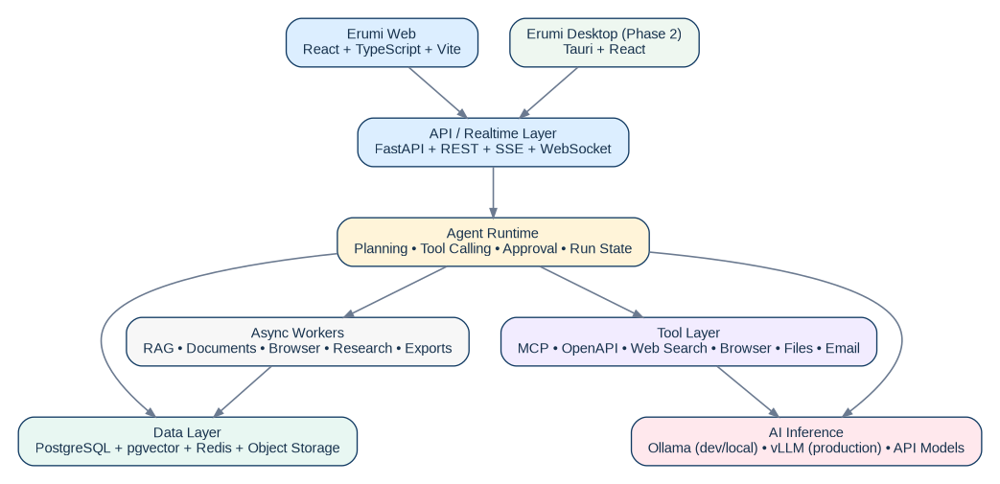 Erumi Web
React + TypeScript + Vite
Erumi Desktop (Phase 2)
Tauri + React
API / Realtime Layer
FastAPI + REST + SSE + WebSocket
Agent Runtime
Planning • Tool Calling • Approval • Run State
Async Workers
RAG • Documents • Browser • Research • Exports
Tool Layer
MCP • OpenAPI • Web Search • Browser • Files • Email
Data Layer
PostgreSQL + pgvector + Redis + Object Storage
AI Inference
Ollama (dev/local) • vLLM (production) • API Models